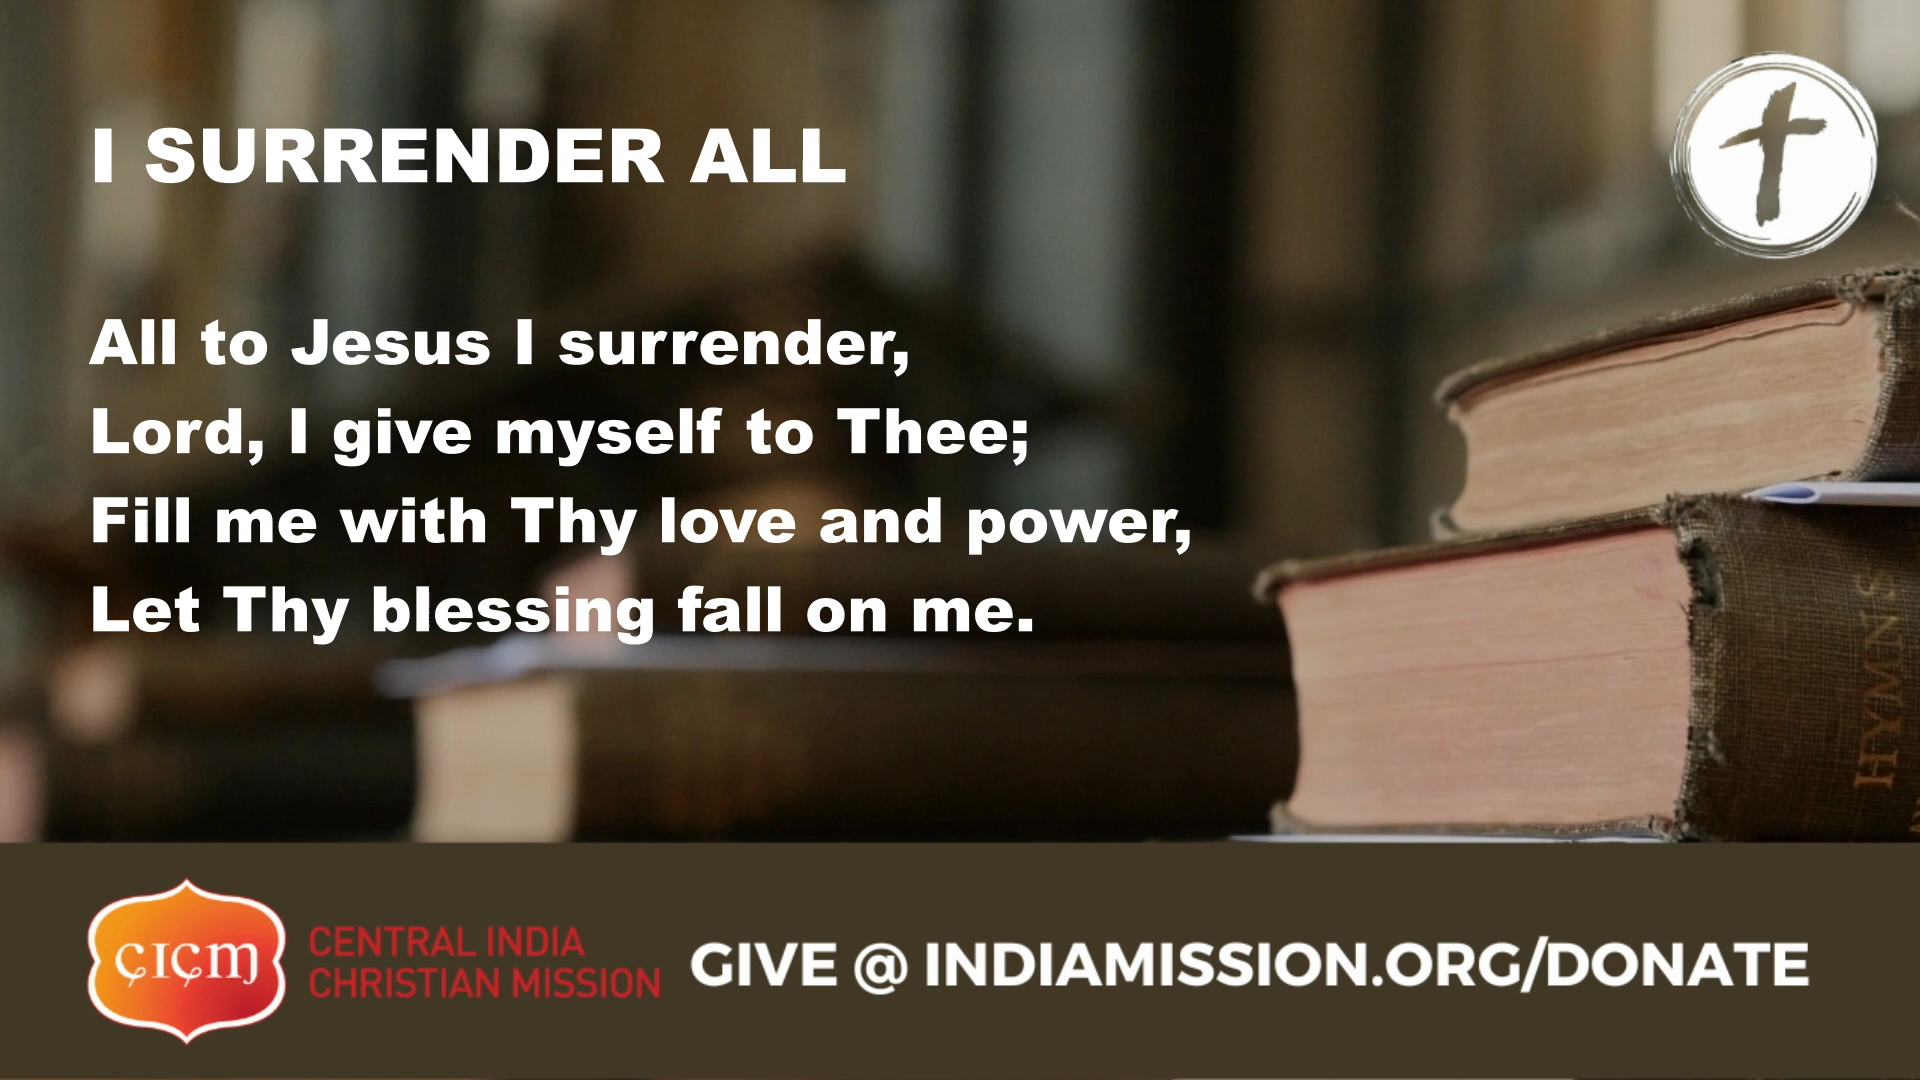 I SURRENDER ALL
All to Jesus I surrender,
Lord, I give myself to Thee;
Fill me with Thy love and power,
Let Thy blessing fall on me.
HYMNS
CICM
CENTRAL INDIA
CHRISTIAN MISSION
GIVE @ INDIAMISSION.ORG/DONATE